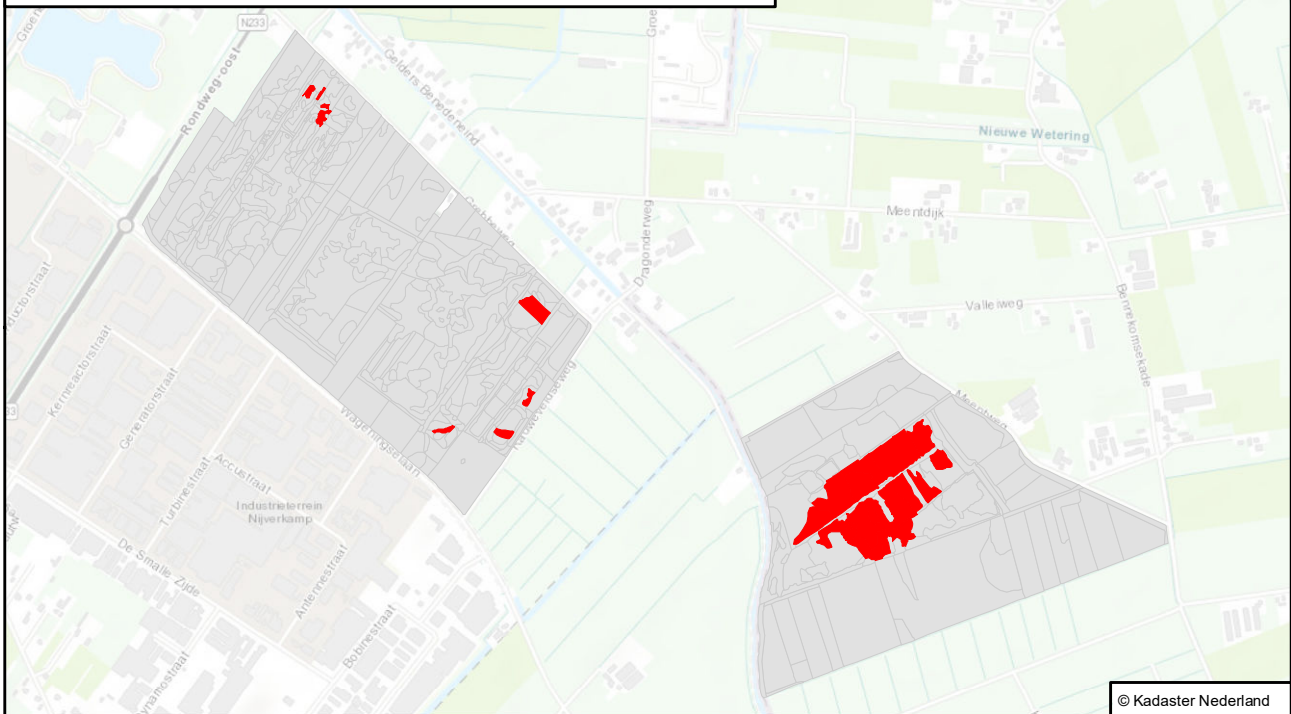 N233
Groe
Rondweg-oost
Gelders Benedeneind
Nieuwe Wetering
Meentdijk
Dragonderweg
Valleiweg
Bennekomsekade
Meentweg
Kernreactorstraat
Generatorstraat
Wageningselaan
Accustraat
Turbinestraat
Industrieterrein
Nijverkamp
De Smalle Zijde
Antennestraat
Bobinestraat
© Kadaster Nederland